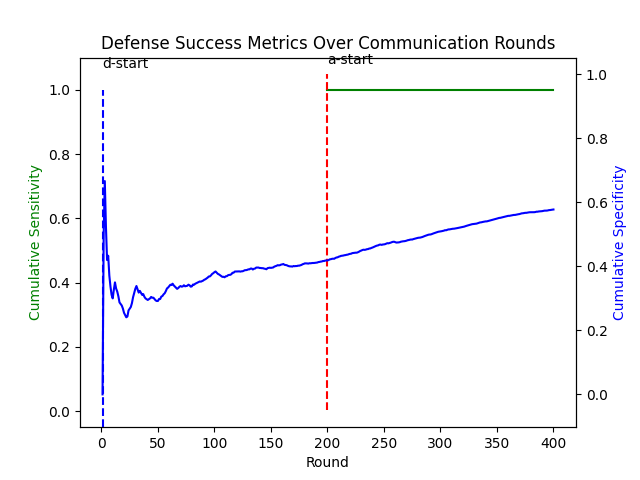 Defense Success Metrics Over Communication Rounds
d-start
a-start
1.0
0.8
0.6
0.4
0.2
0.0
Cumulative Sensitivity
1.0
0.8
0.6
0.4
0.2
0.0
Cumulative Specificity
0 50 100 150 200 250 300 350 400
Round